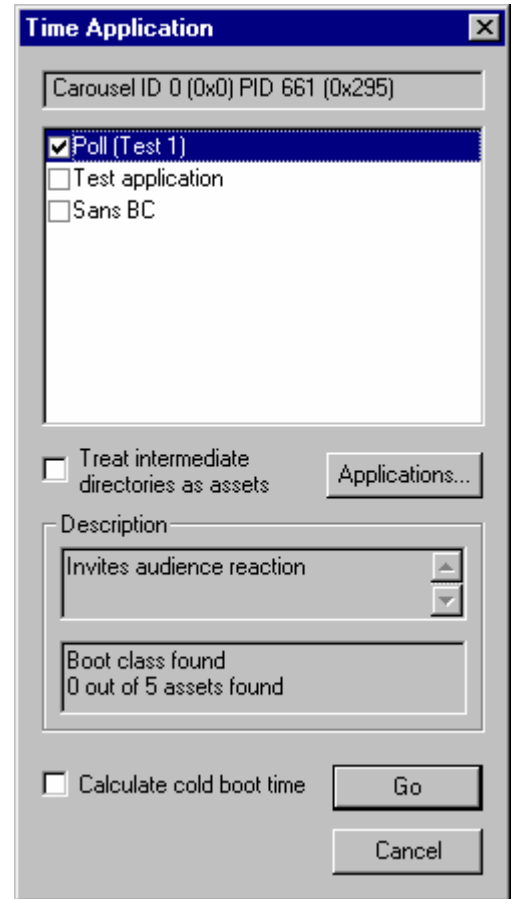 Time Application
Carousel ID 0 (0x0) PID 661 (0x295)
Poll (Test 1)
Test application
Sans BC
Treat intermediate
directories as assets
Applications...
Description
Invites audience reaction
Boot class found
0 out of 5 assets found
Calculate cold boot time
Go
Cancel